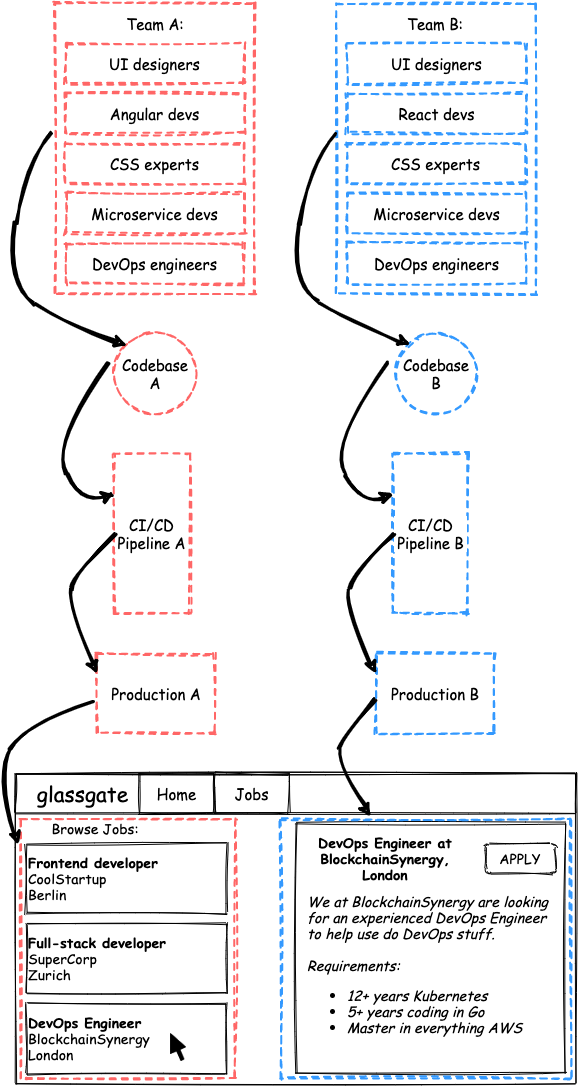 Team A:
UI designers
Angular devs
CSS experts
Microservice devs
DevOps engineers
Team B:
UI designers
React devs
CSS experts
Microservice devs
DevOps engineers
Codebase
A
Codebase
B
CI/CD
Pipeline A
CI/CD
Pipeline B
Production A
Production B
glassgate
Home
Jobs
Browse Jobs:
Frontend developer
CoolStartup
Berlin
Full-stack developer
SuperCorp
Zurich
DevOps Engineer
BlockchainSynergy
London
DevOps Engineer at
BlockchainSynergy,
London
APPLY
We at BlockchainSynergy are looking
for an experienced DevOps Engineer
to help use do DevOps stuff.
Requirements:
• 12+ years Kubernetes
• 5+ years coding in Go
• Master in everything AWS